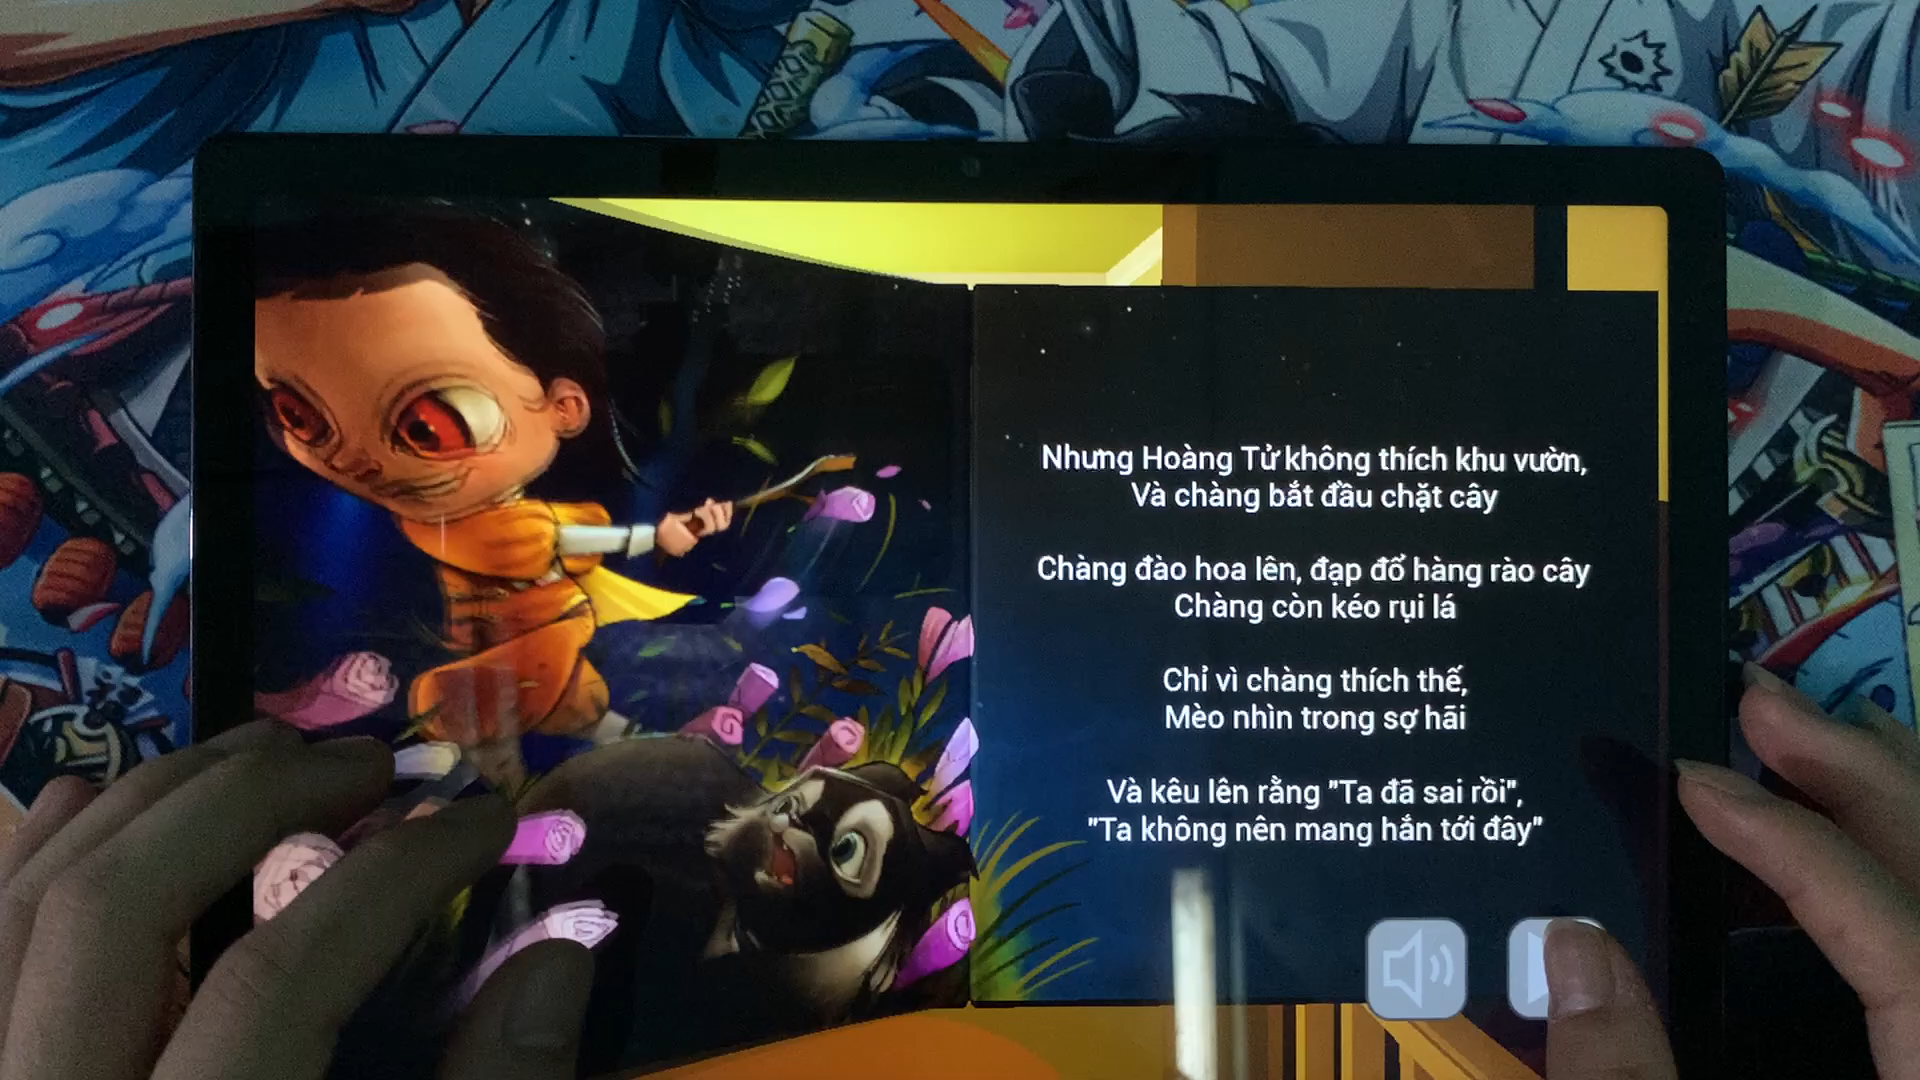 Nhưng Hoàng Tử không thích khu vườn,
Và chàng bắt đầu chặt cây
Chàng đào hoa lên, đạp đổ hàng rào cây
Chàng còn kéo rụi lá
Chỉ vì chàng thích thế,
Mèo nhìn trong sợ hãi
Và kêu lên rằng "Ta đã sai rồi",
"Ta không nên mang hắn tới đây"